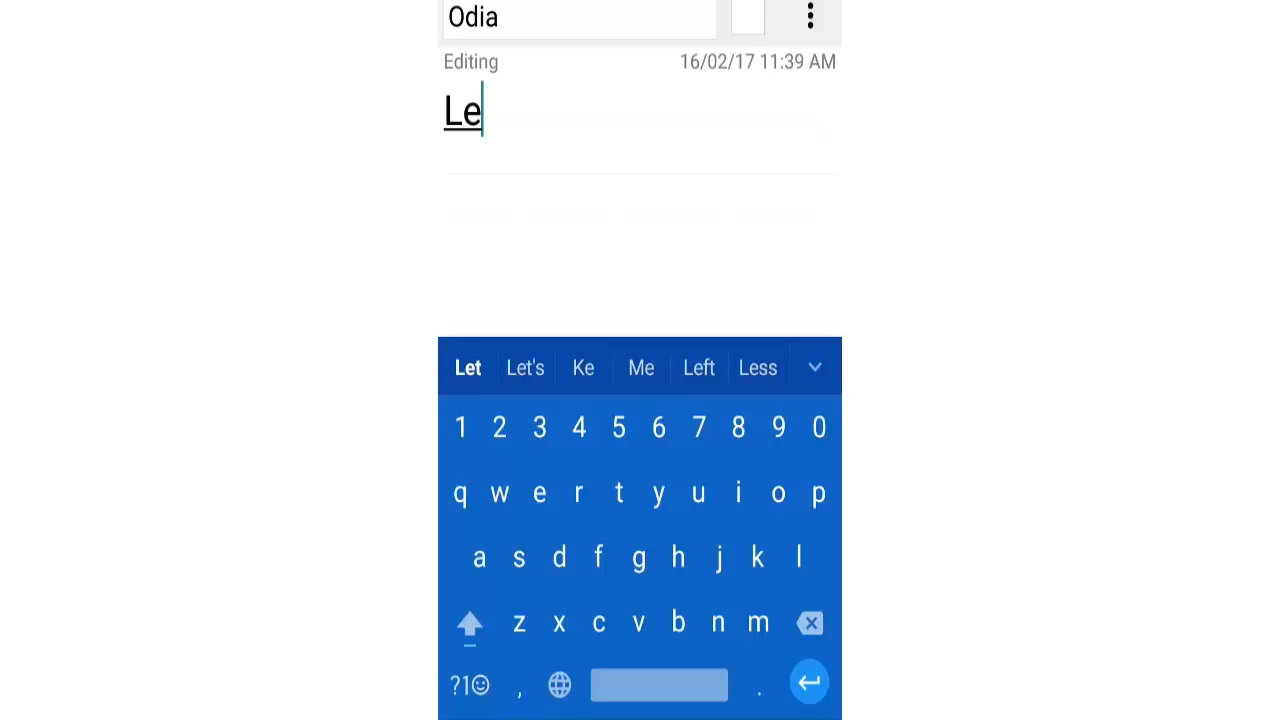 Odia
Editing 16/02/17 11:39 AM
Le
Let Let's Ke Me Left Less
1 2 3 4 5 6 7 8 9 0
q w e r t y u i o p
a s d f g h j k l
z x c v b n m
?1☺ , .